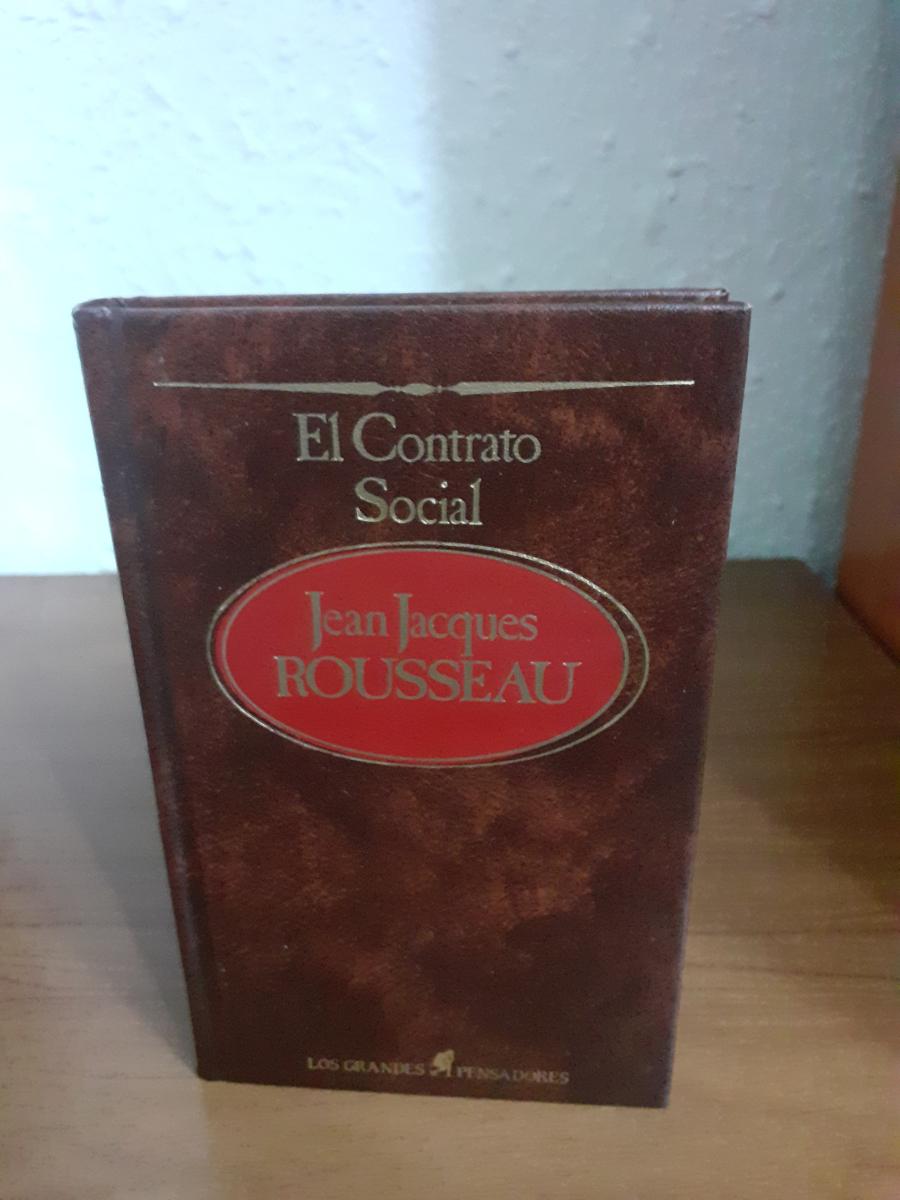 El Contrato
Social
Jean Jacques
ROUSSEAU
LOS GRANDES PENSADORES